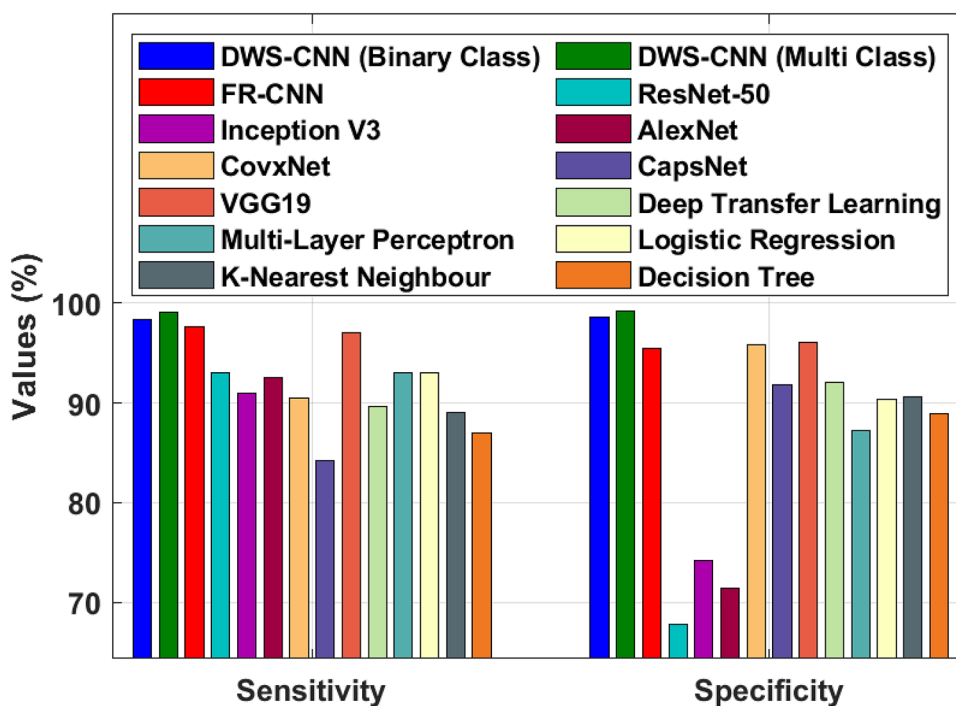 DWS-CNN (Binary Class) DWS-CNN (Multi Class)
FR-CNN ResNet-50
Inception V3 AlexNet
CovxNet CapsNet
VGG19 Deep Transfer Learning
Multi-Layer Perceptron Logistic Regression
K-Nearest Neighbour Decision Tree
Values (%)
100
90
80
70
Sensitivity Specificity